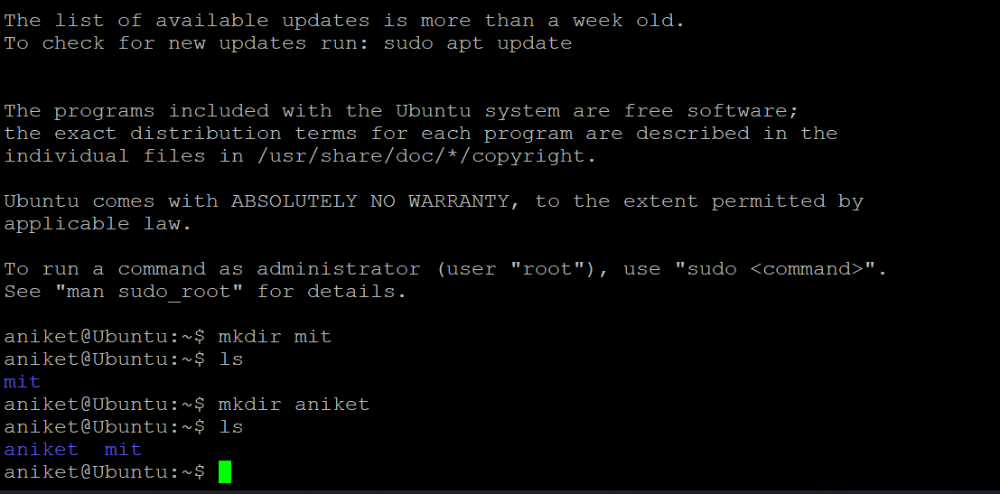 The list of available updates is more than a week old.
To check for new updates run: sudo apt update
The programs included with the Ubuntu system are free software;
the exact distribution terms for each program are described in the
individual files in /usr/share/doc/*/copyright.
Ubuntu comes with ABSOLUTELY NO WARRANTY, to the extent permitted by
applicable law.
To run a command as administrator (user "root"), use "sudo <command>".
See "man sudo_root" for details.
aniket@Ubuntu:~$ mkdir mit
aniket@Ubuntu:~$ ls
mit
aniket@Ubuntu:~$ mkdir aniket
aniket@Ubuntu:~$ ls
aniket  mit
aniket@Ubuntu:~$